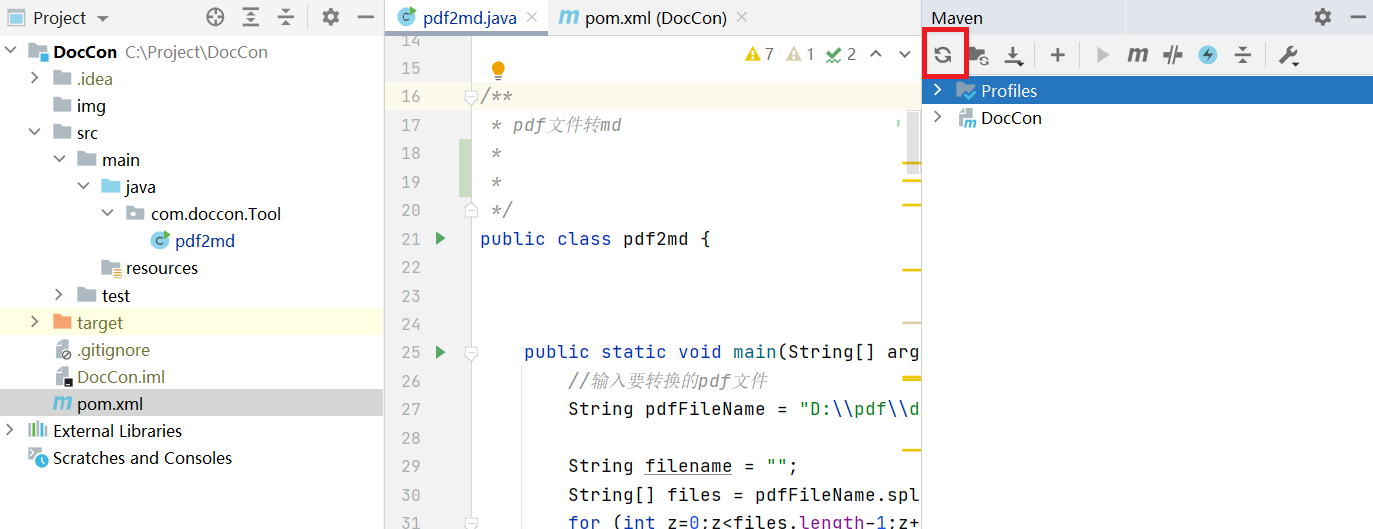 Project
DocCon C:\Project\DocCon
.idea
img
src
main
java
com.doccon.Tool
pdf2md
resources
test
target
.gitignore
DocCon.iml
pom.xml
External Libraries
Scratches and Consoles
pdf2md.java
pom.xml (DocCon)
7 1 2
14
15
16 /**
17 * pdf文件转md
18 *
19 *
20 */
21 public class pdf2md {
22
23
24
25 public static void main(String[] arg
26 //输入要转换的pdf文件
27 String pdfFileName = "D:\\pdf\\d
28
29 String filename = "";
30 String[] files = pdfFileName.spl
31 for (int z=0;z<files.length-1;z+
Maven
Profiles
DocCon